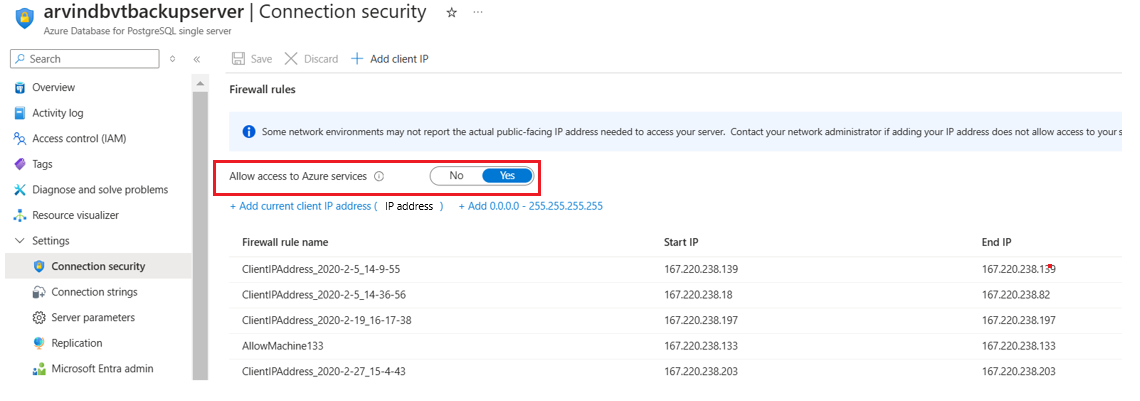 arvindbvtbackupserver | Connection security
Azure Database for PostgreSQL single server
Search
Save Discard Add client IP
Overview
Activity log
Access control (IAM)
Tags
Diagnose and solve problems
Resource visualizer
Settings
Connection security
Connection strings
Server parameters
Replication
Microsoft Entra admin
Firewall rules
Some network environments may not report the actual public-facing IP address needed to access your server. Contact your network administrator if adding your IP address does not allow access to your s
Allow access to Azure services No Yes
+ Add current client IP address ( IP address ) + Add 0.0.0.0 - 255.255.255.255
Firewall rule name Start IP End IP
ClientIPAddress_2020-2-5_14-9-55 167.220.238.139 167.220.238.139
ClientIPAddress_2020-2-5_14-36-56 167.220.238.18 167.220.238.82
ClientIPAddress_2020-2-19_16-17-38 167.220.238.197 167.220.238.197
AllowMachine133 167.220.238.133 167.220.238.133
ClientIPAddress_2020-2-27_15-4-43 167.220.238.203 167.220.238.203